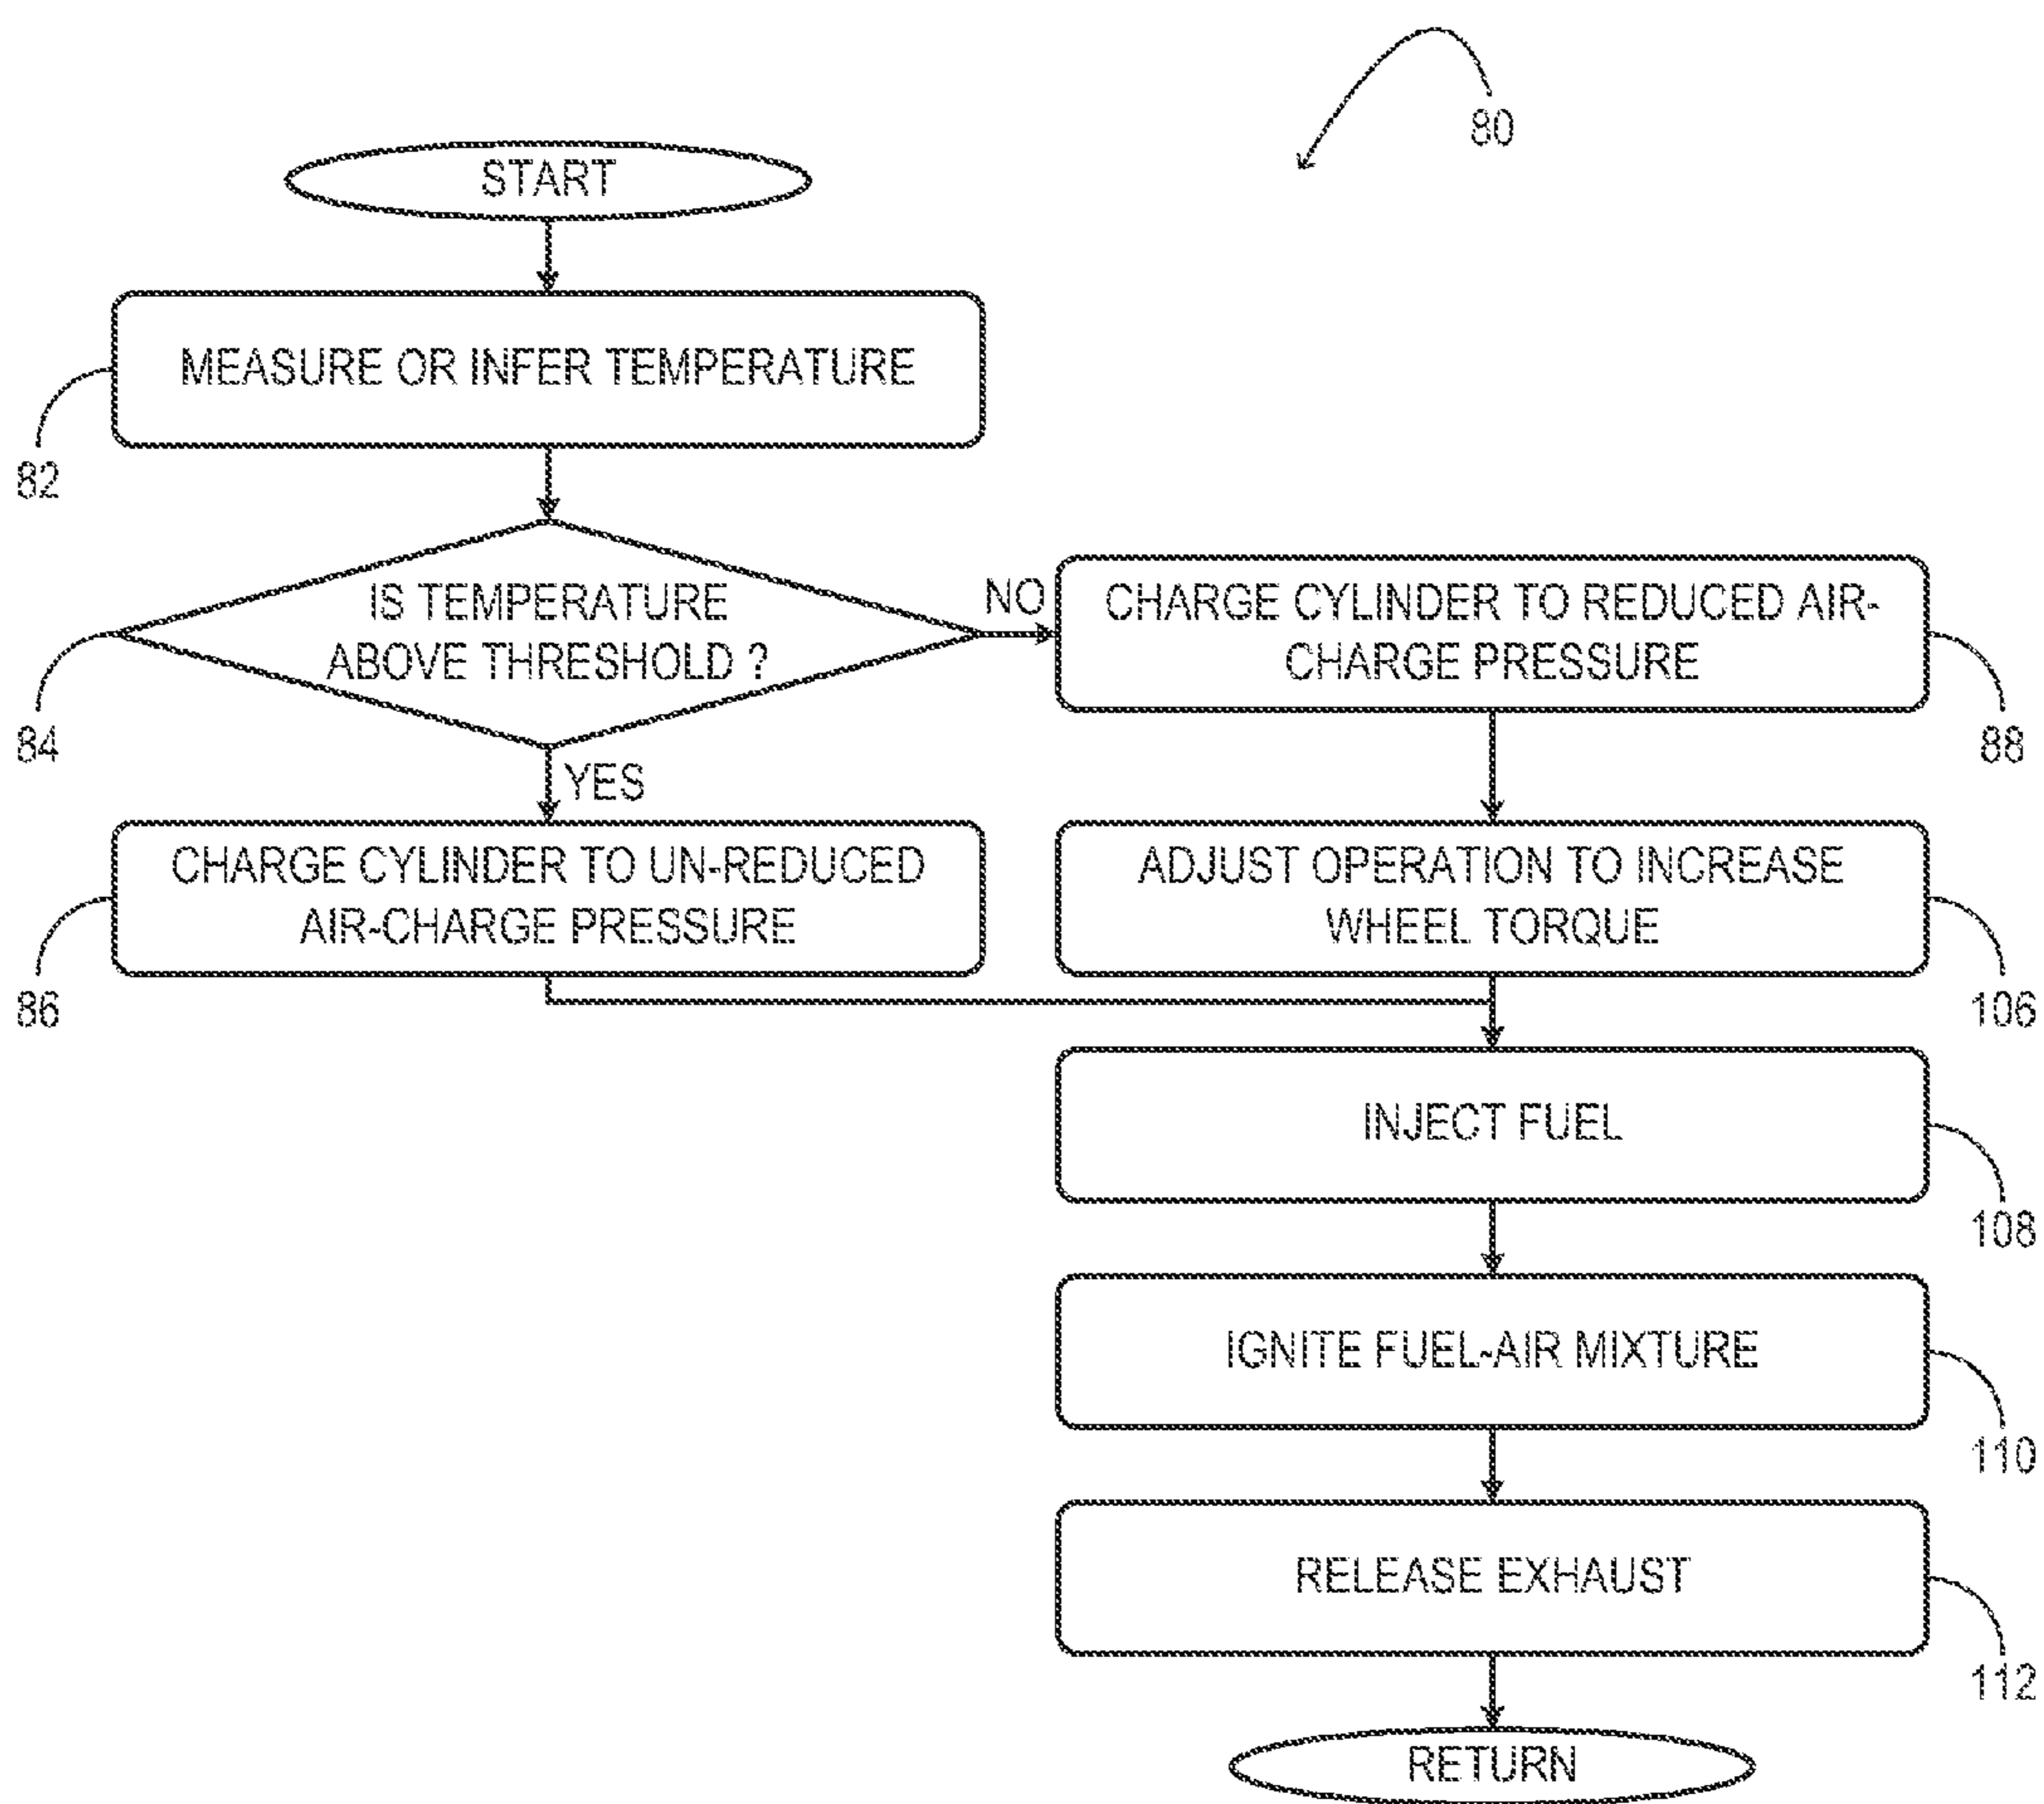 80
START
MEASURE OR INFER TEMPERATURE
82
IS TEMPERATURE
ABOVE THRESHOLD ?
84
NO
YES
CHARGE CYLINDER TO REDUCED AIR-
CHARGE PRESSURE
88
CHARGE CYLINDER TO UN-REDUCED
AIR-CHARGE PRESSURE
86
ADJUST OPERATION TO INCREASE
WHEEL TORQUE
106
INJECT FUEL
108
IGNITE FUEL-AIR MIXTURE
110
RELEASE EXHAUST
112
RETURN